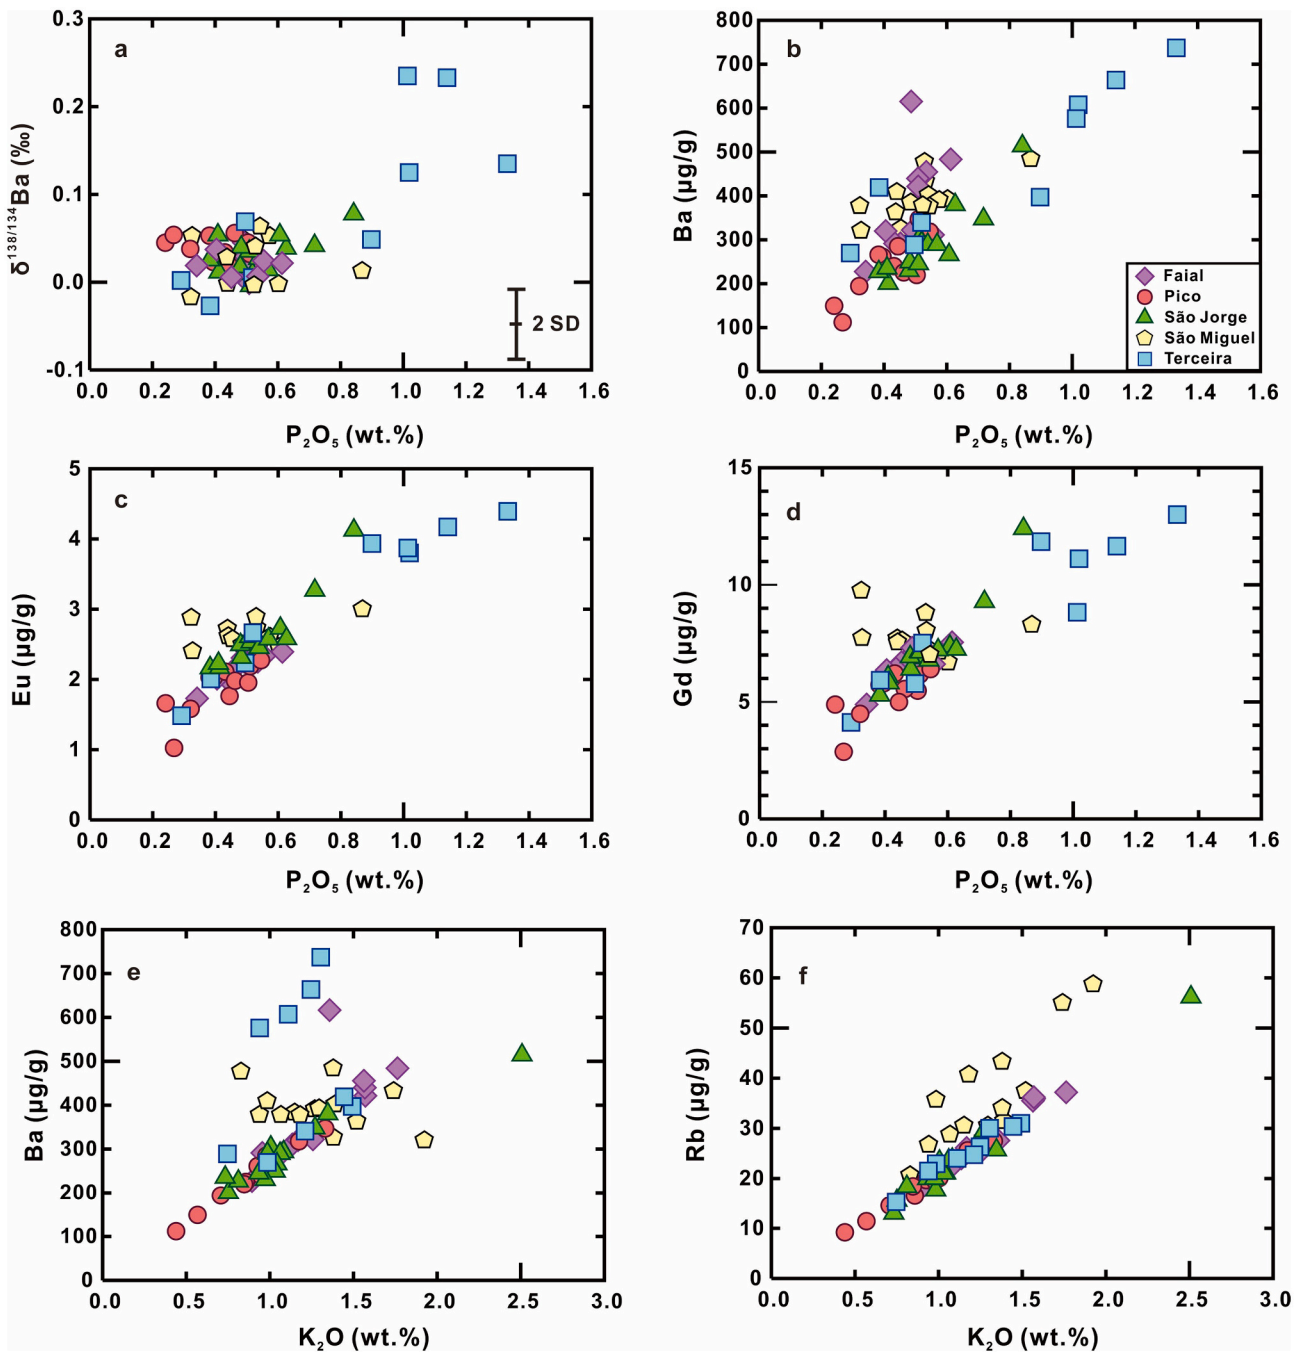 a
0.3
0.2
0.1
0.0
-0.1
δ138/134Ba (‰)
2 SD
0.0 0.2 0.4 0.6 0.8 1.0 1.2 1.4 1.6
P2O5 (wt.%)
b
800
700
600
500
400
300
200
100
0
Ba (µg/g)
Faial
Pico
São Jorge
São Miguel
Terceira
0.0 0.2 0.4 0.6 0.8 1.0 1.2 1.4 1.6
P2O5 (wt.%)
c
5
4
3
2
1
0
Eu (µg/g)
0.0 0.2 0.4 0.6 0.8 1.0 1.2 1.4 1.6
P2O5 (wt.%)
d
15
10
5
0
Gd (µg/g)
0.0 0.2 0.4 0.6 0.8 1.0 1.2 1.4 1.6
P2O5 (wt.%)
e
800
700
600
500
400
300
200
100
0
Ba (µg/g)
0.0 0.5 1.0 1.5 2.0 2.5 3.0
K2O (wt.%)
f
70
60
50
40
30
20
10
0
Rb (µg/g)
0.0 0.5 1.0 1.5 2.0 2.5 3.0
K2O (wt.%)